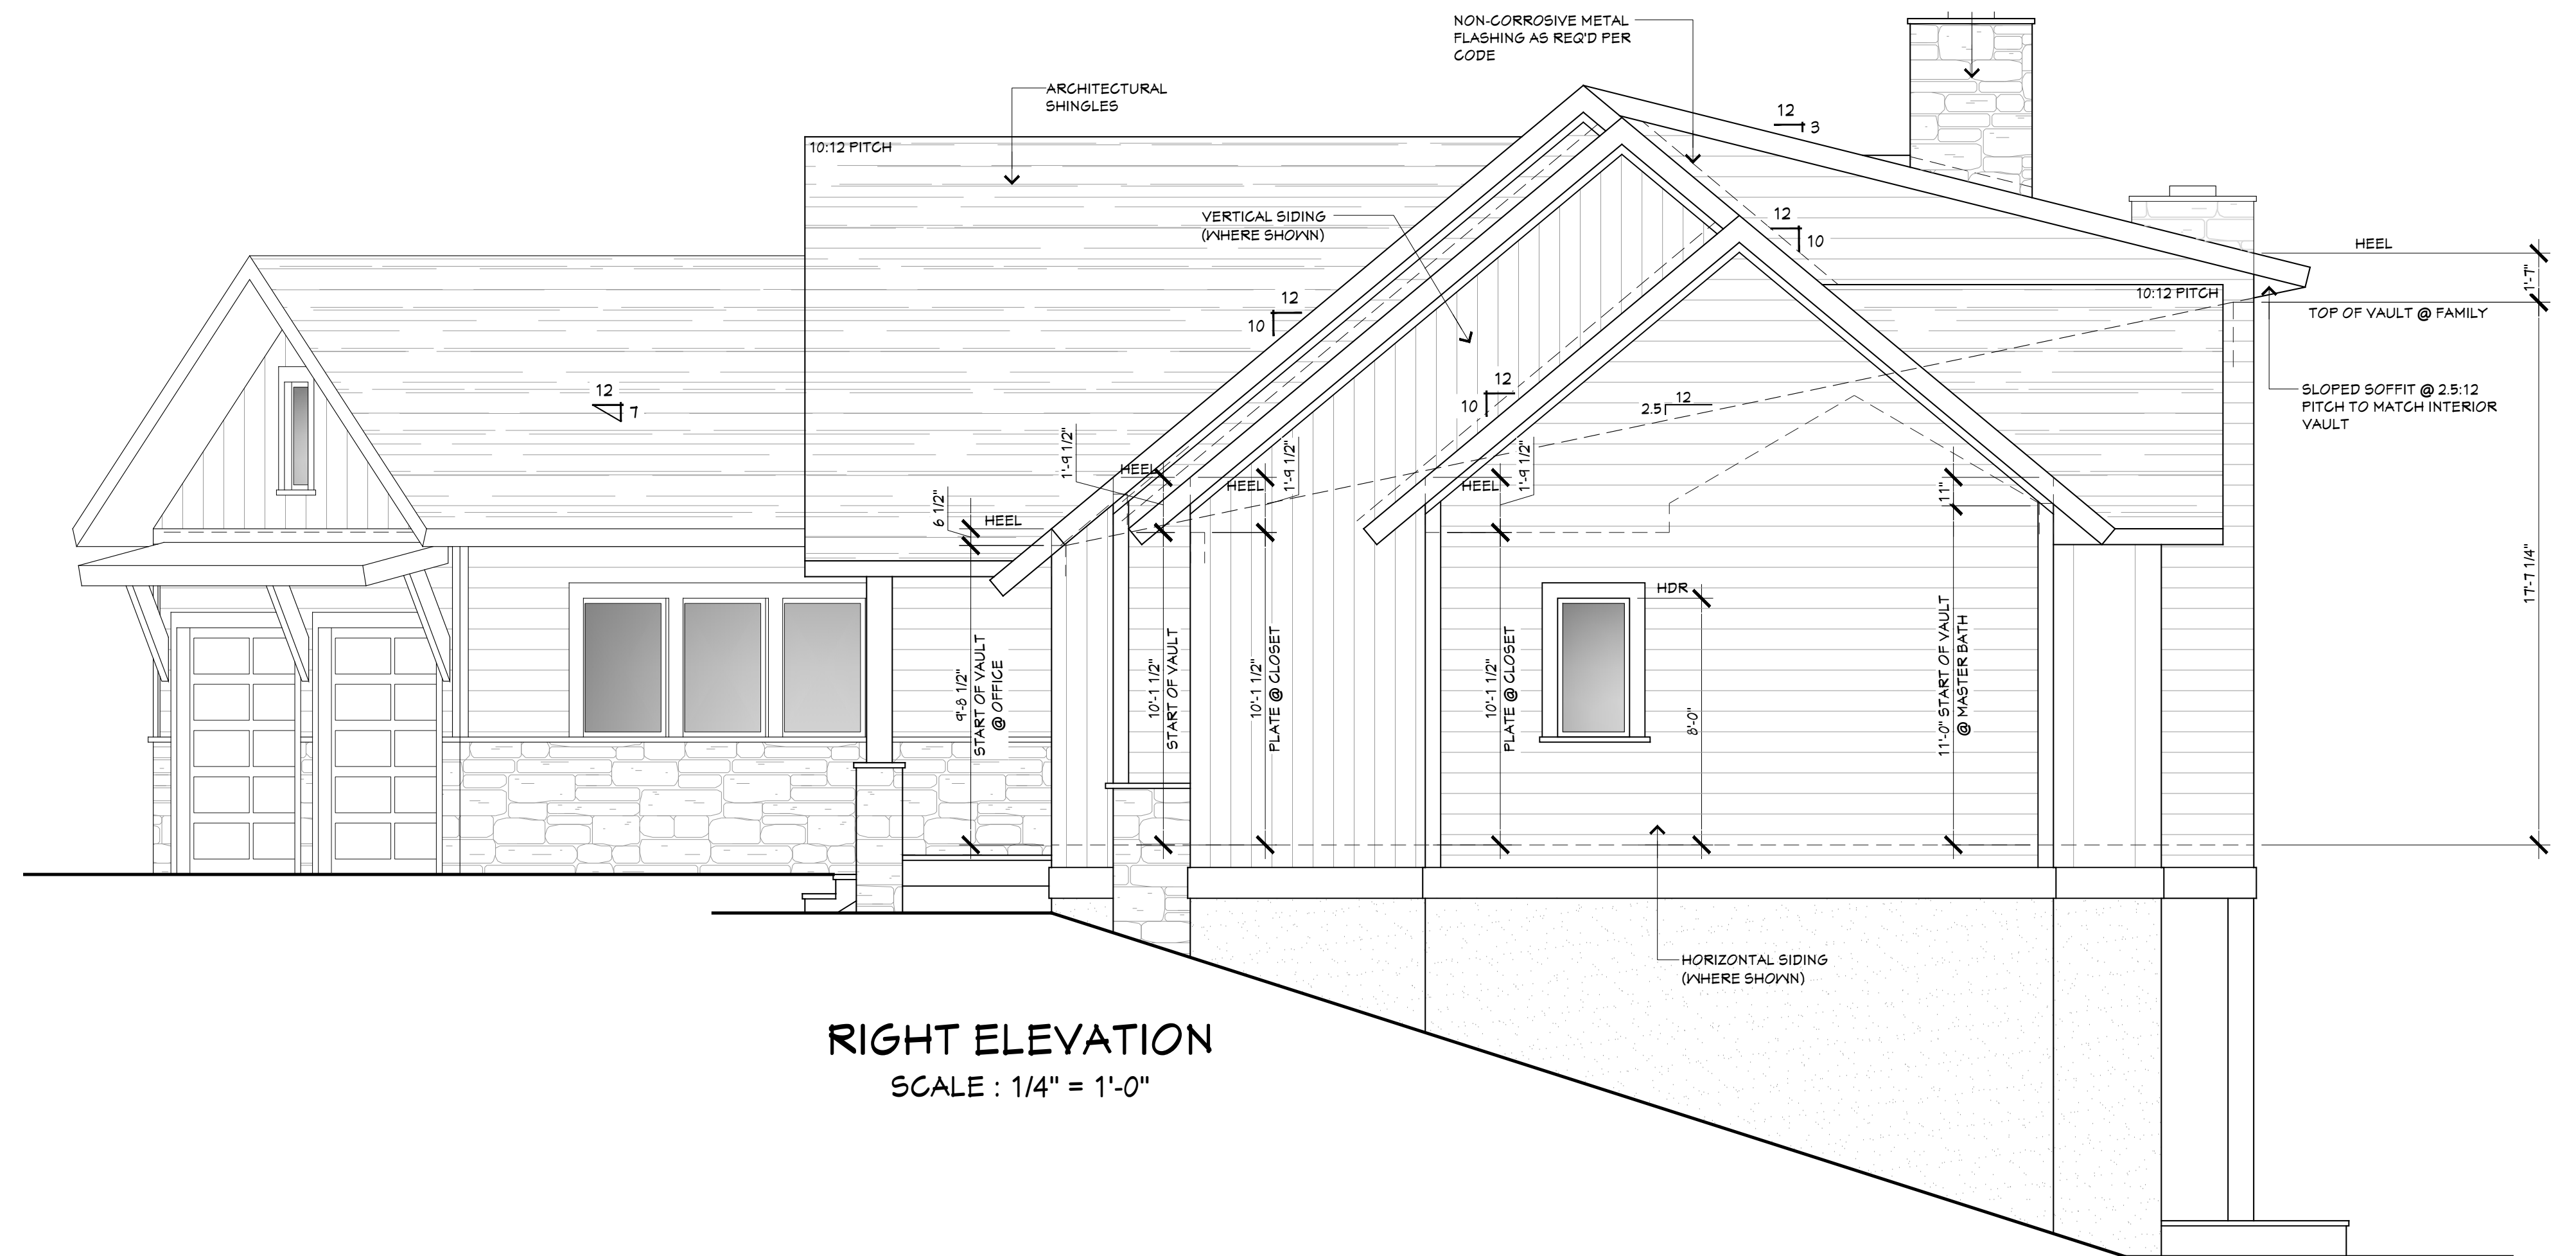 NON-CORROSIVE METAL
FLASHING AS REQ'D PER
CODE
ARCHITECTURAL
SHINGLES
12
3
10:12 PITCH
VERTICAL SIDING
(WHERE SHOWN)
12
10
HEEL
1'-7"
10:12 PITCH
TOP OF VAULT @ FAMILY
12
10
12
7
12
10
12
2.5
SLOPED SOFFIT @ 2.5:12
PITCH TO MATCH INTERIOR
VAULT
1'-9 1/2"
HEEL
1'-9 1/2"
HEEL
1'-9 1/2"
HEEL
11"
6 1/2"
HEEL
17'-7 1/4"
HDR
9'-8 1/2"
START OF VAULT
@ OFFICE
10'-1 1/2"
START OF VAULT
10'-1 1/2"
PLATE @ CLOSET
10'-1 1/2"
PLATE @ CLOSET
8'-0"
11'-0" START OF VAULT
@ MASTER BATH
HORIZONTAL SIDING
(WHERE SHOWN)
RIGHT ELEVATION
SCALE : 1/4" = 1'-0"